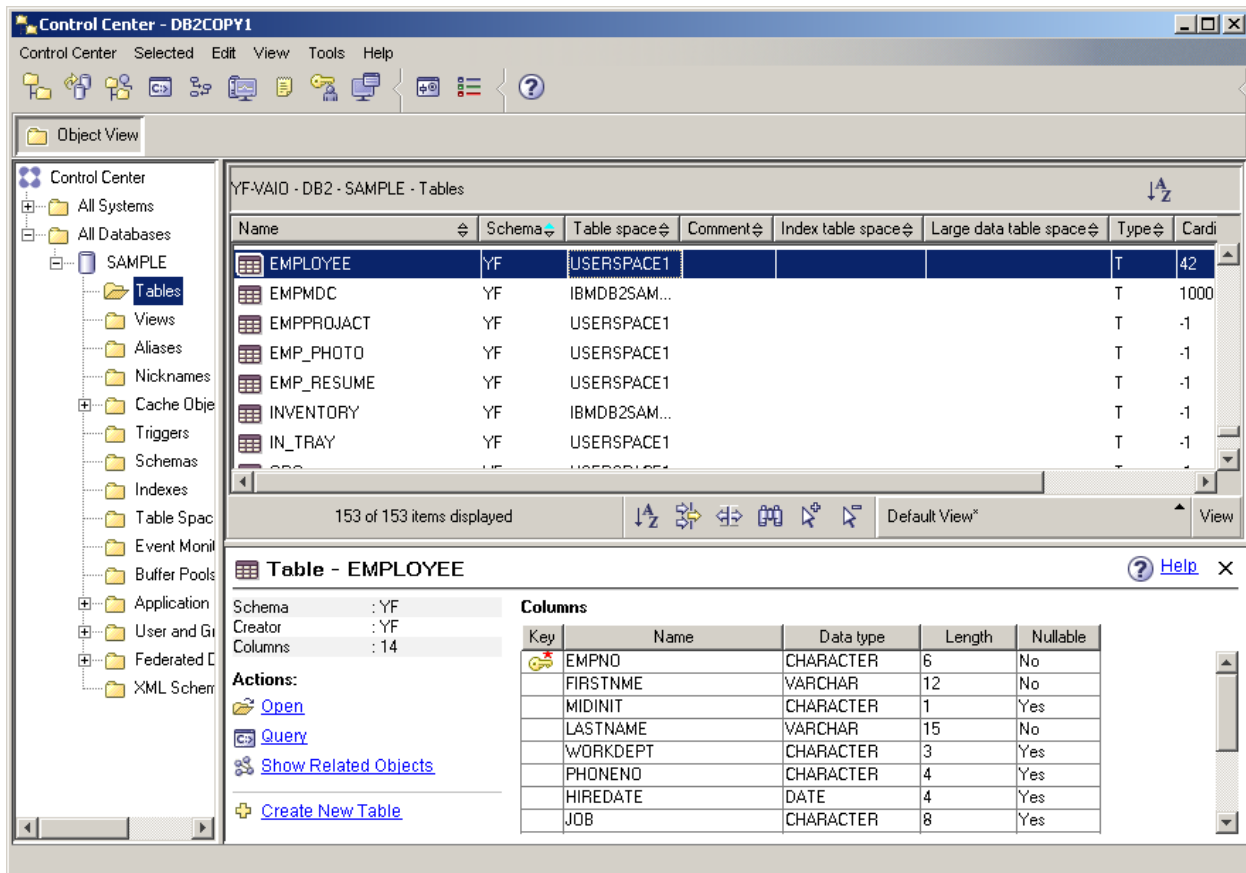 Control Center - DB2COPY1
Control Center Selected Edit View Tools Help
Object View
Control Center
All Systems
All Databases
SAMPLE
Tables
Views
Aliases
Nicknames
Cache Obje
Triggers
Schemas
Indexes
Table Spac
Event Monit
Buffer Pools
Application
User and Gr
Federated D
XML Schem
YF-VAIO - DB2 - SAMPLE - Tables
Name Schema Table space Comment Index table space Large data table space Type Cardi
EMPLOYEE YF USERSPACE1 T 42
EMPMDC YF IBMDB2SAM... T 1000
EMPPROJACT YF USERSPACE1 T -1
EMP_PHOTO YF USERSPACE1 T -1
EMP_RESUME YF USERSPACE1 T -1
INVENTORY YF IBMDB2SAM... T -1
IN_TRAY YF USERSPACE1 T -1
153 of 153 items displayed Default View* View
Table - EMPLOYEE Help
Schema : YF
Creator : YF
Columns : 14
Actions:
Open
Query
Show Related Objects
Create New Table
Columns
Key Name Data type Length Nullable
EMPNO CHARACTER 6 No
FIRSTNME VARCHAR 12 No
MIDINIT CHARACTER 1 Yes
LASTNAME VARCHAR 15 No
WORKDEPT CHARACTER 3 Yes
PHONENO CHARACTER 4 Yes
HIREDATE DATE 4 Yes
JOB CHARACTER 8 Yes